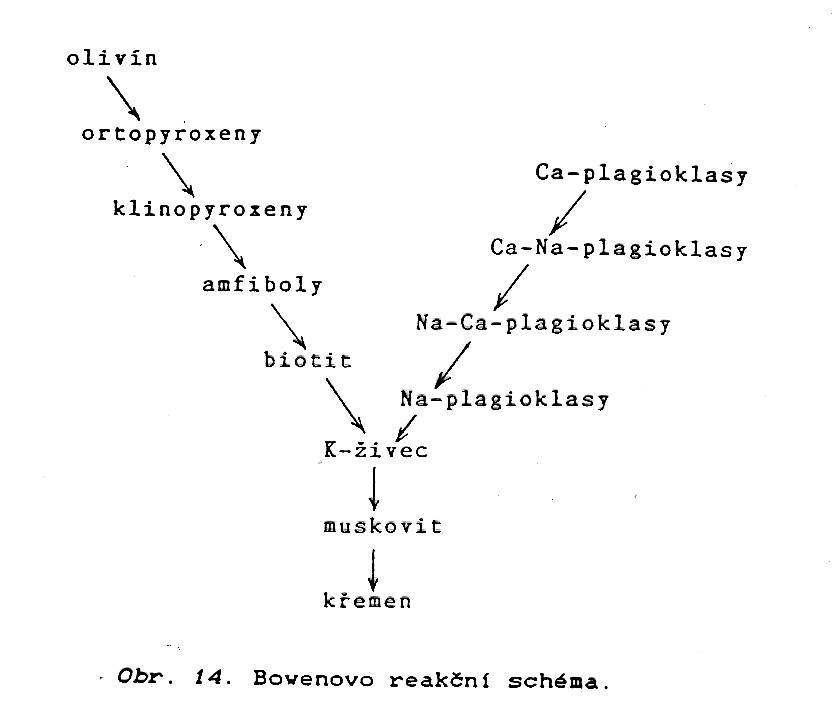 olivín
ortopyroxeny
Ca-plagioklasy
klinopyroxeny
Ca-Na-plagioklasy
amfiboly
Na-Ca-plagioklasy
biotit
Na-plagioklasy
K-živec
muskovit
křemen
Obr. 14. Bowenovo reakční schéma.